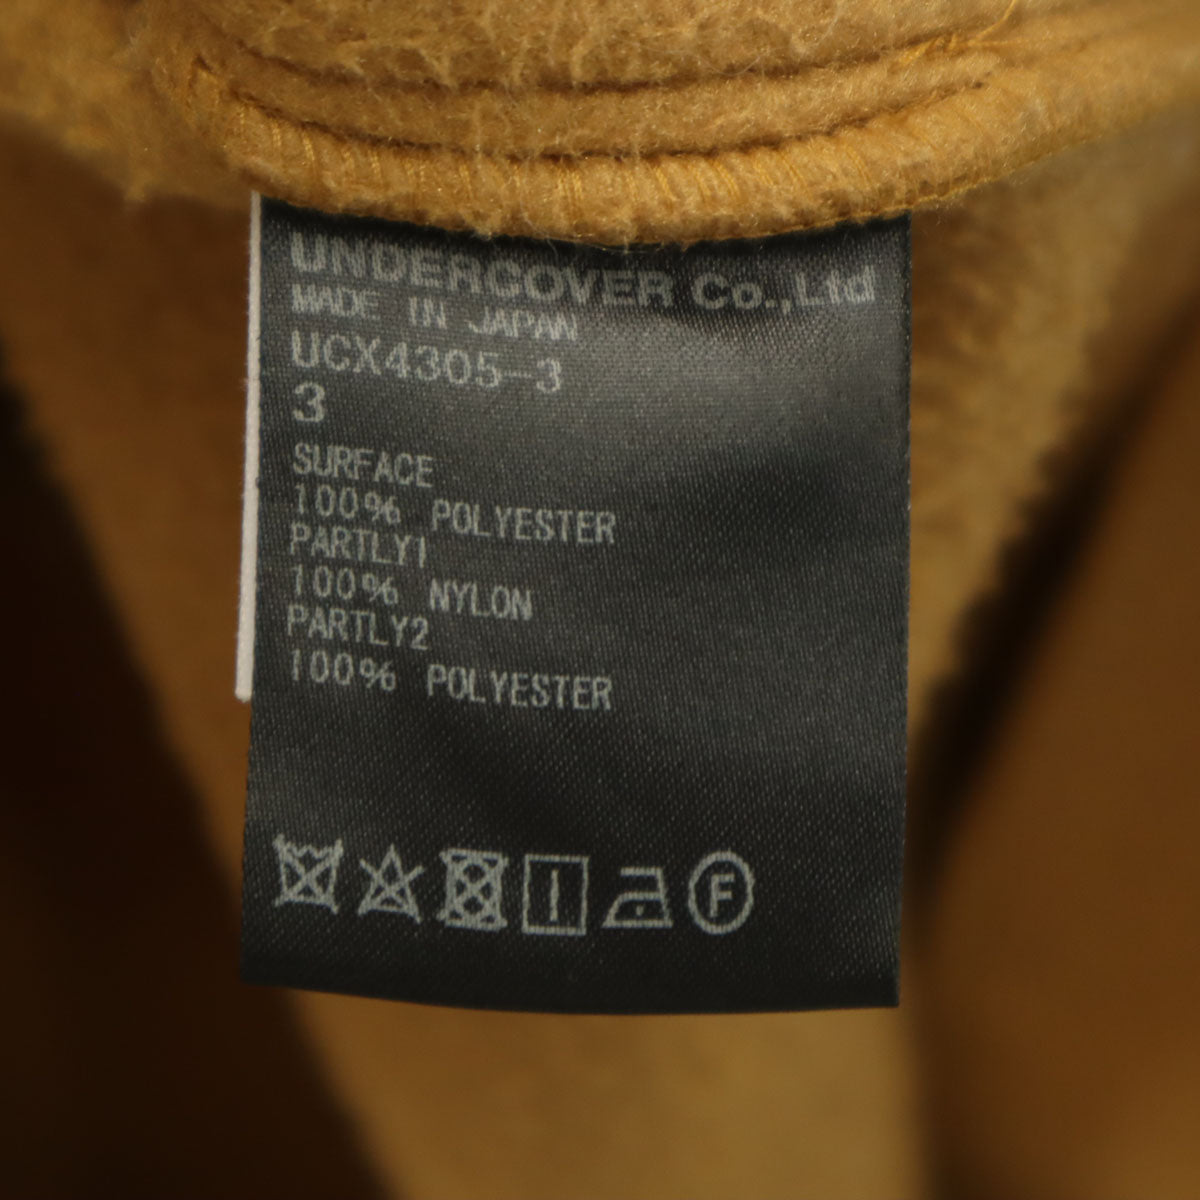 UNDERCOVER Co.,Ltd
MADE IN JAPAN
UCX4305-3
3
SURFACE
100% POLYESTER
PARTLY1
100% NYLON
PARTLY2
100% POLYESTER
F